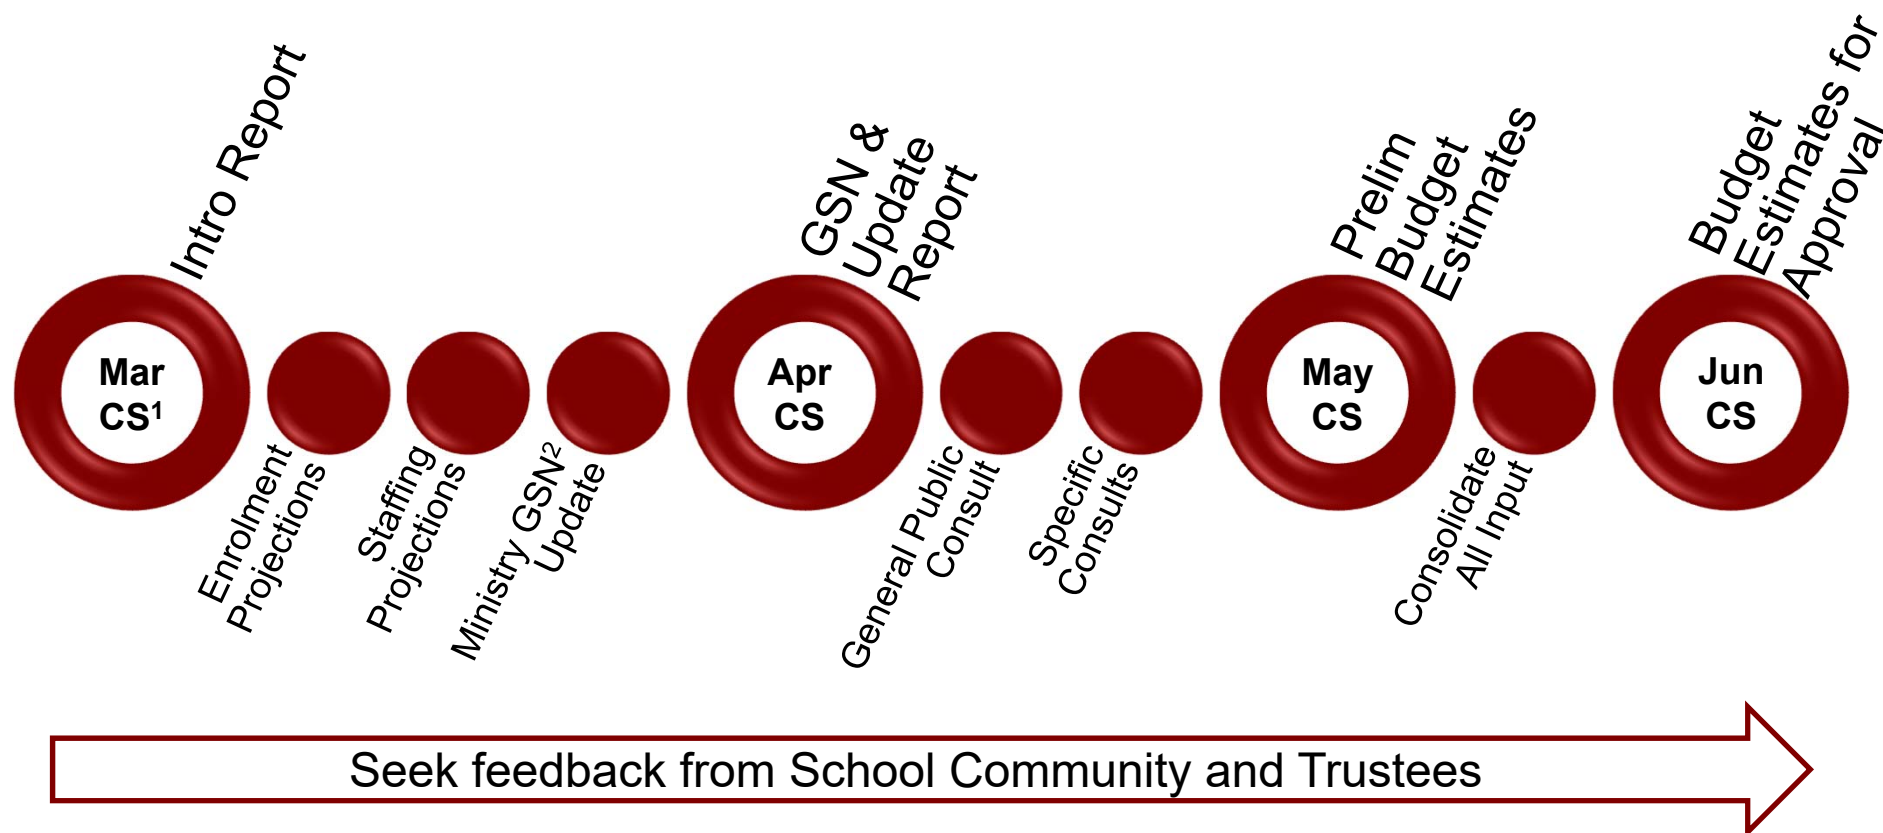 Intro Report
Mar
CS¹
Enrolment
Projections
Staffing
Projections
Ministry GSN²
Update
GSN &
Update
Report
Apr
CS
General Public
Consult
Specific
Consults
Prelim
Budget
Estimates
May
CS
Consolidate
All Input
Budget
Estimates for
Approval
Jun
CS
Seek feedback from School Community and Trustees